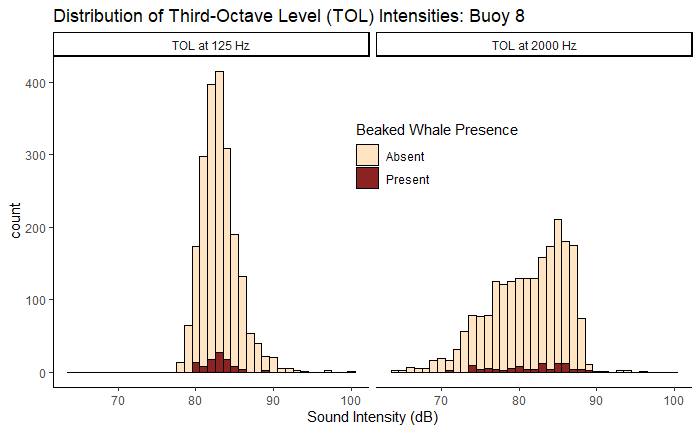 Distribution of Third-Octave Level (TOL) Intensities: Buoy 8
TOL at 125 Hz
TOL at 2000 Hz
400
300
200
100
0
count
Beaked Whale Presence
Absent
Present
70 80 90 100
70 80 90 100
Sound Intensity (dB)